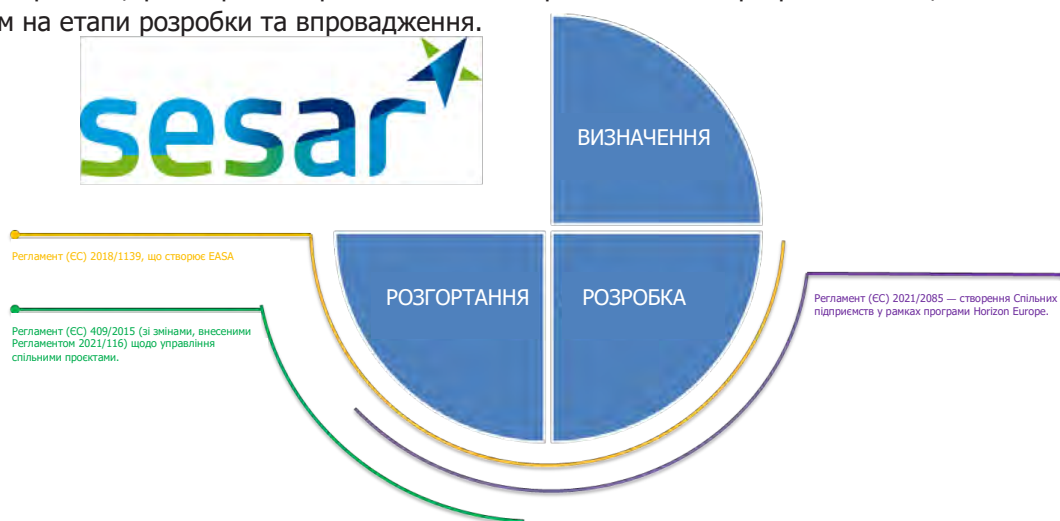 м на етапи розробки та впровадження.
sesar
ВИЗНАЧЕННЯ
Регламент (ЄС) 2018/1139, що створює EASA
РОЗГОРТАННЯ
РОЗРОБКА
Регламент (ЄС) 2021/2085 — створення Спільних
підприємств у рамках програми Horizon Europe.
Регламент (ЄС) 409/2015 (зі змінами, внесеними
Регламентом 2021/116) щодо управління
спільними проєктами.